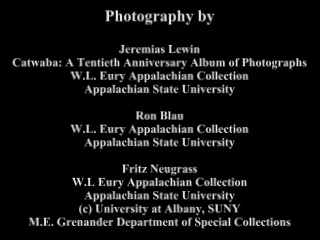 Photography by
Jeremias Lewin
Catwaba: A Tentieth Anniversary Album of Photographs
W.L. Eury Appalachian Collection
Appalachian State University
Ron Blau
W.L. Eury Appalachian Collection
Appalachian State University
Fritz Neugrass
W.L Eury Appalachian Collection
Appalachian State University
(c) University at Albany, SUNY
M.E. Grenander Department of Special Collections